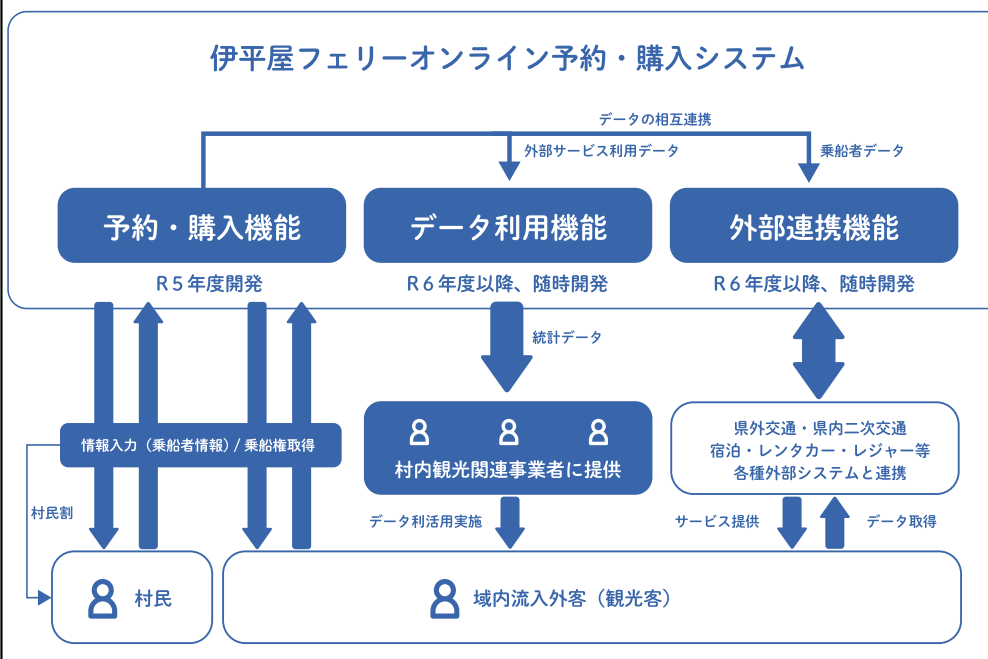 伊平屋フェリーオンライン予約・購入システム
データの相互連携
外部サービス利用データ
乗船者データ
予約・購入機能
データ利用機能
外部連携機能
R5年度開発
R6年度以降、随時開発
R6年度以降、随時開発
統計データ
情報入力（乗船者情報）/ 乗船権取得
村内観光関連事業者に提供
県外交通・県内二次交通
宿泊・レンタカー・レジャー等
各種外部システムと連携
村民割
データ利活用実施
サービス提供
データ取得
村民
域内流入外客（観光客）